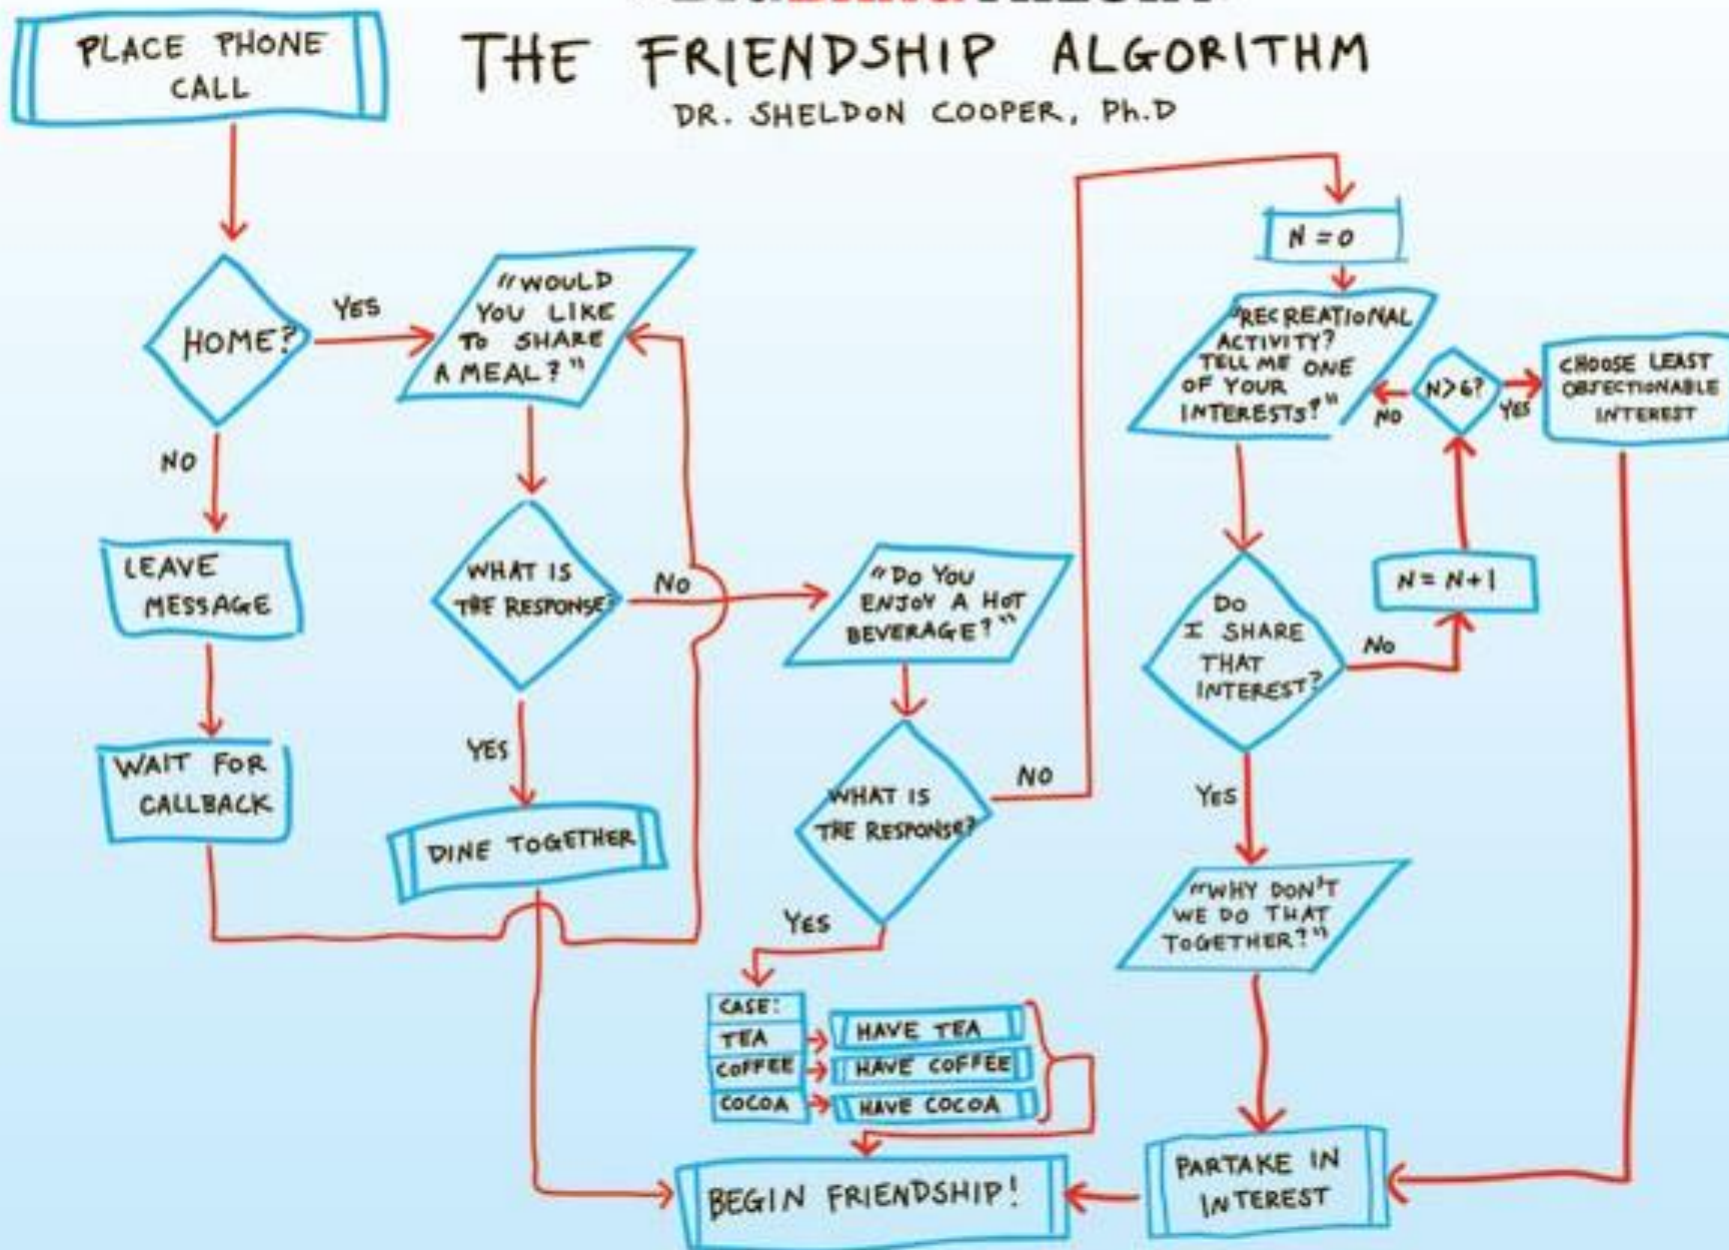 THE FRIENDSHIP ALGORITHM
DR. SHELDON COOPER, Ph.D
PLACE PHONE
CALL
HOME?
YES
NO
LEAVE
MESSAGE
WAIT FOR
CALLBACK
"WOULD
YOU LIKE
TO SHARE
A MEAL?"
WHAT IS
THE RESPONSE?
NO
YES
DINE TOGETHER
"DO YOU
ENJOY A HOT
BEVERAGE?"
WHAT IS
THE RESPONSE?
NO
YES
CASE:
TEA
COFFEE
COCOA
HAVE TEA
HAVE COFFEE
HAVE COCOA
N = 0
"RECREATIONAL
ACTIVITY?
TELL ME ONE
OF YOUR
INTERESTS?"
N>6?
NO
YES
CHOOSE LEAST
OBJECTIONABLE
INTEREST
N = N+1
DO
I SHARE
THAT
INTEREST?
NO
YES
"WHY DON'T
WE DO THAT
TOGETHER?"
PARTAKE IN
INTEREST
BEGIN FRIENDSHIP!